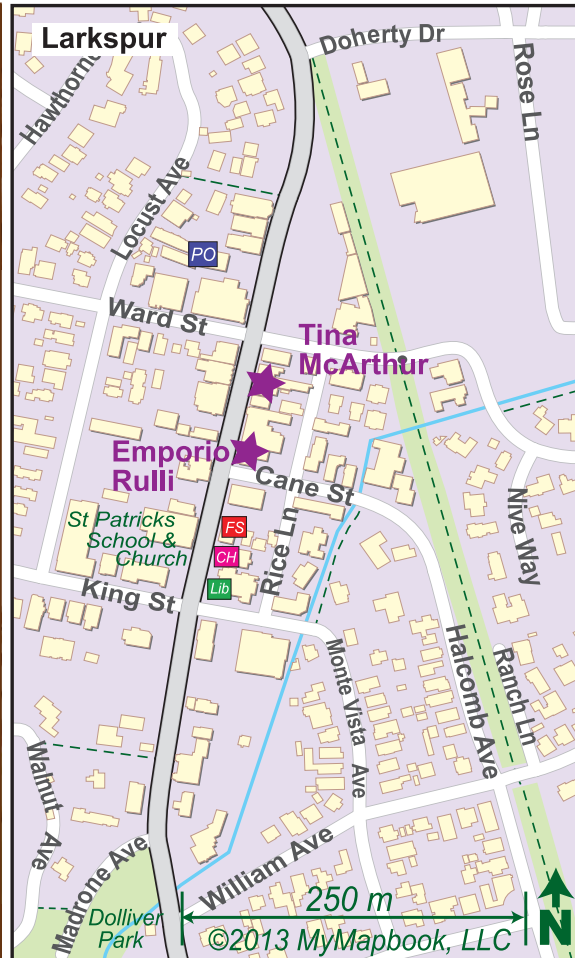 Larkspur
Doherty Dr
Hawthorne
Rose Ln
Locust Ave
PO
Ward St
Tina
McArthur
Emporio
Rulli
Cane St
St Patricks
School &
Church
FS
CH
Lib
Rice Ln
Nive Way
King St
Monte Vista Ave
Halcomb Ave
Ranch Ln
Walnut Ave
Madrone Ave
William Ave
Dolliver
Park
250 m
N
©2013 MyMapbook, LLC